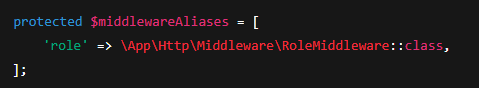 protected $middlewareAliases = [
    'role' => \App\Http\Middleware\RoleMiddleware::class,
];